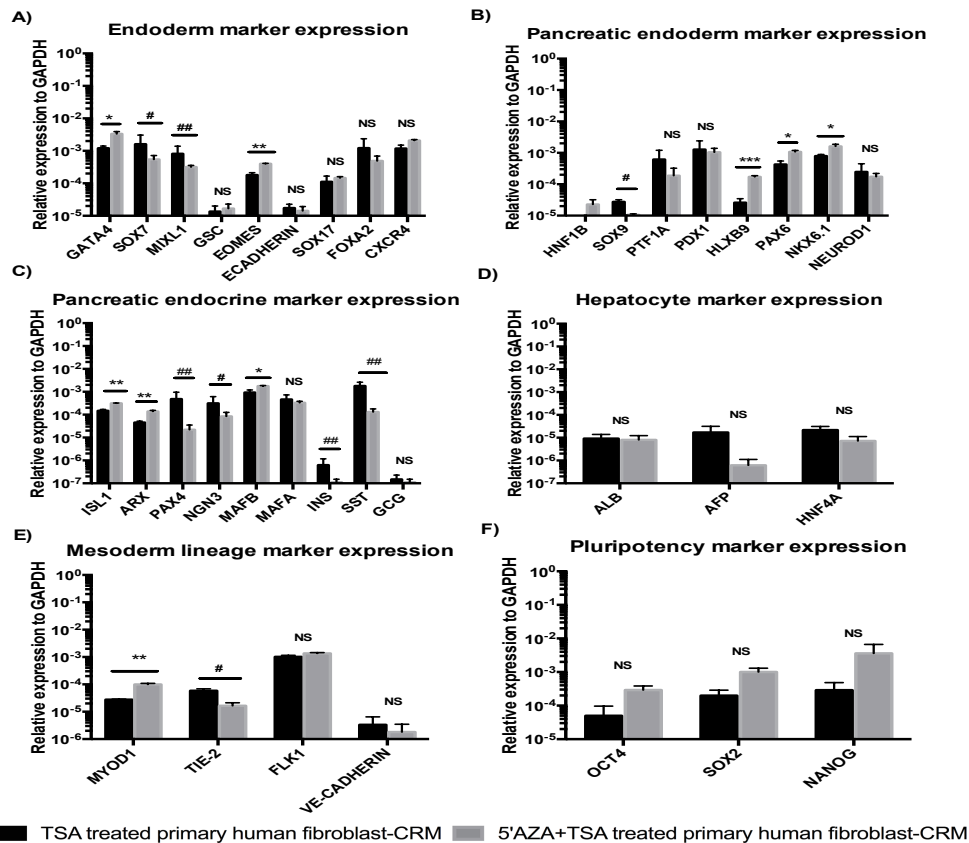 A)
Endoderm marker expression
Relative expression to GAPDH
10⁰
10⁻¹
10⁻²
10⁻³
10⁻⁴
10⁻⁵
* # ## NS ** NS NS NS NS
GATA4 SOX7 MIXL1 GSC EOMES ECADHERIN SOX17 FOXA2 CXCR4
B)
Pancreatic endoderm marker expression
Relative expression to GAPDH
10⁰
10⁻¹
10⁻²
10⁻³
10⁻⁴
10⁻⁵
# NS NS *** * * NS
HNF1B SOX9 PTF1A PDX1 HLXB9 PAX6 NKX6.1 NEUROD1
C)
Pancreatic endocrine marker expression
Relative expression to GAPDH
10⁰
10⁻¹
10⁻²
10⁻³
10⁻⁴
10⁻⁵
10⁻⁶
10⁻⁷
** ** ## # * NS ## ## NS
ISL1 ARX PAX4 NGN3 MAFB MAFA INS SST GCG
D)
Hepatocyte marker expression
Relative expression to GAPDH
10⁰
10⁻¹
10⁻²
10⁻³
10⁻⁴
10⁻⁵
10⁻⁶
10⁻⁷
NS NS NS
ALB AFP HNF4A
E)
Mesoderm lineage marker expression
Relative expression to GAPDH
10⁰
10⁻¹
10⁻²
10⁻³
10⁻⁴
10⁻⁵
10⁻⁶
** # NS NS
MYOD1 TIE-2 FLK1 VE-CADHERIN
F)
Pluripotency marker expression
Relative expression to GAPDH
10⁰
10⁻¹
10⁻²
10⁻³
10⁻⁴
10⁻⁵
NS NS NS
OCT4 SOX2 NANOG
TSA treated primary human fibroblast-CRM 5'AZA+TSA treated primary human fibroblast-CRM